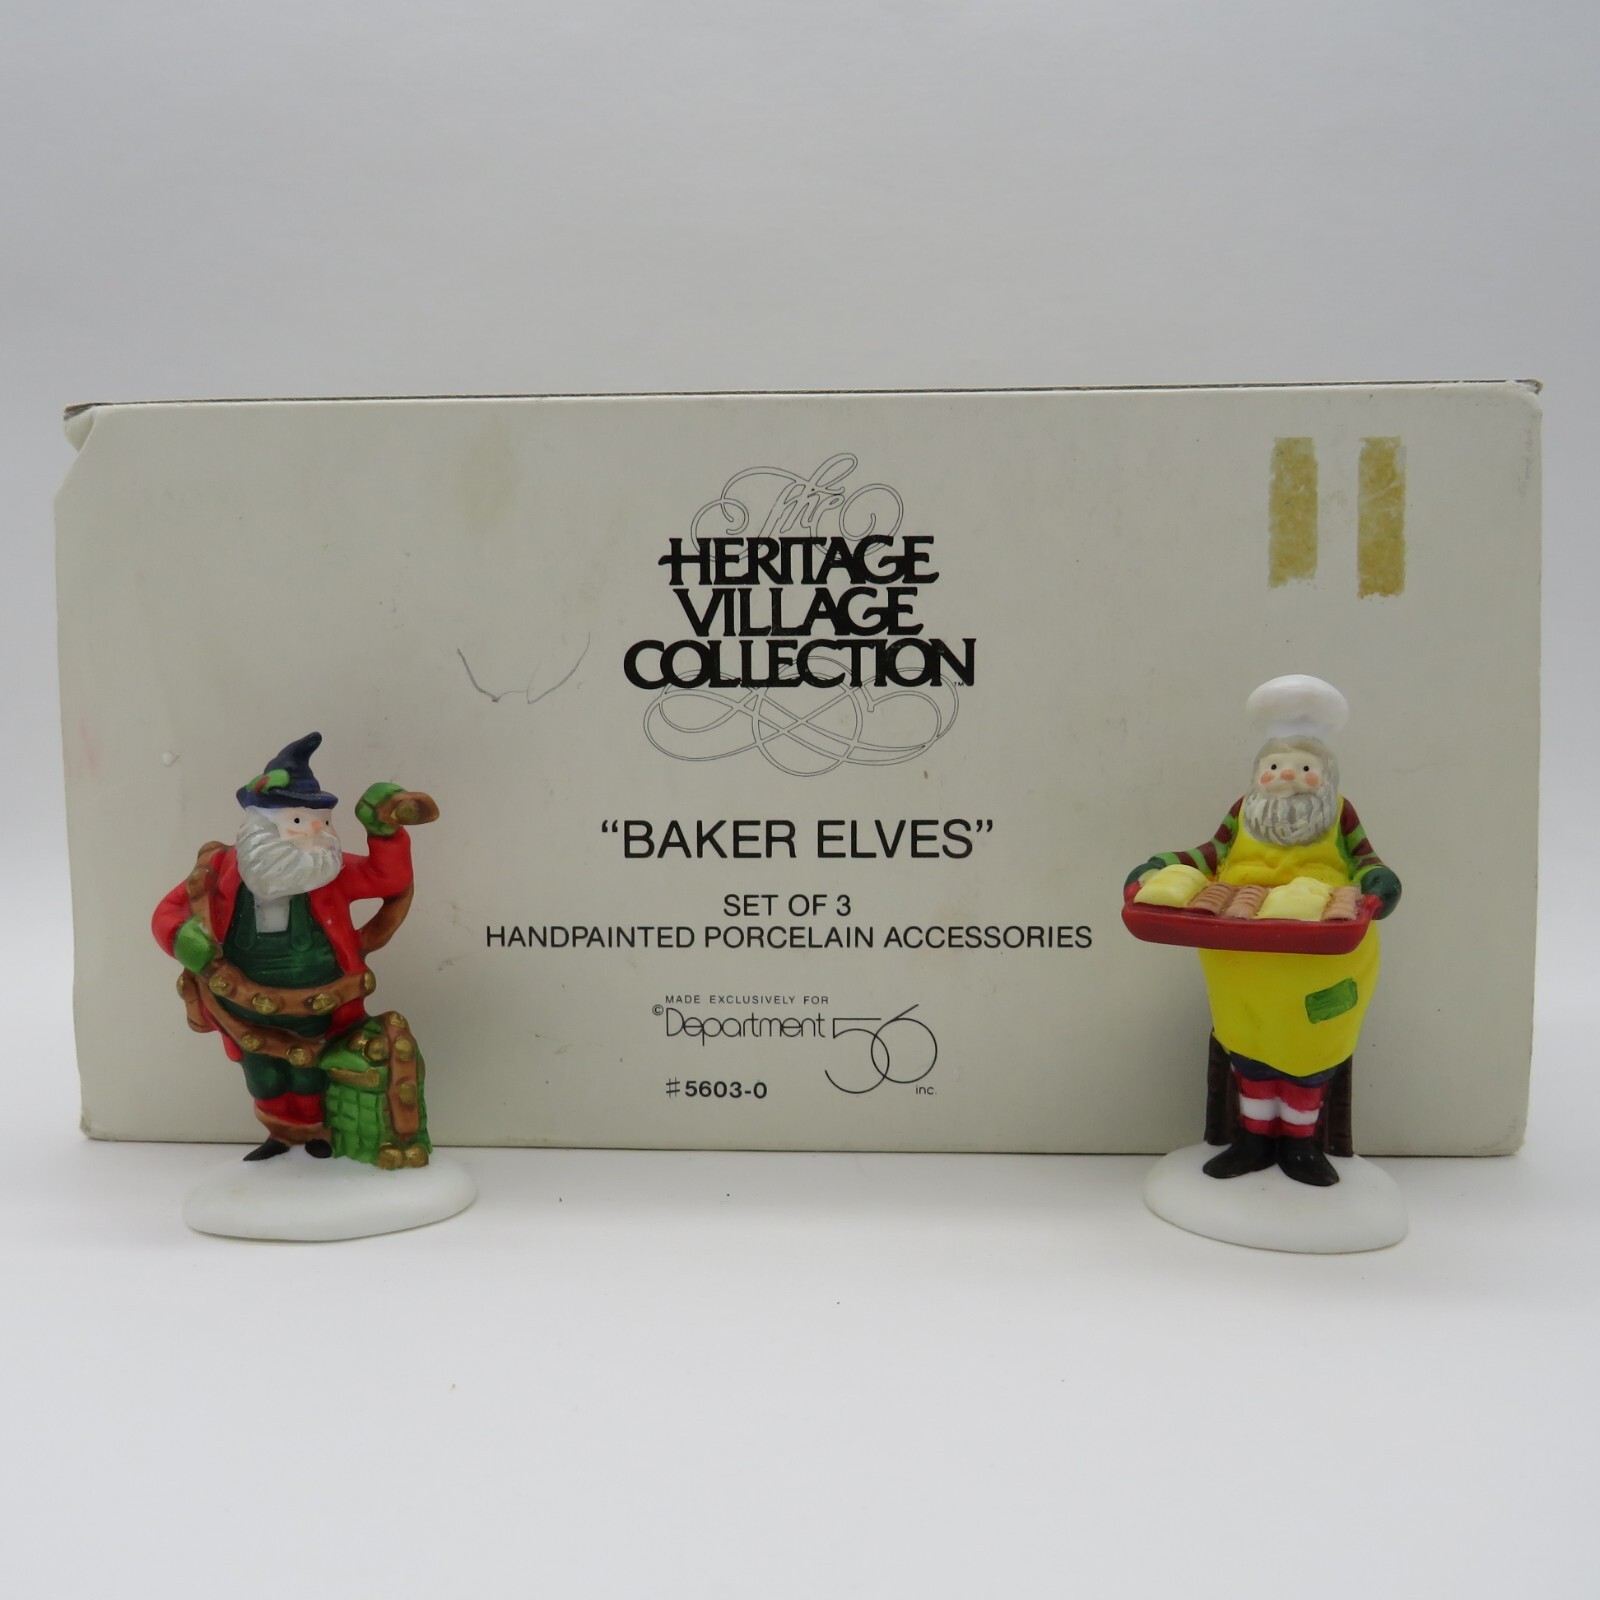 The
HERITAGE
VILLAGE
COLLECTION™
"BAKER ELVES"
SET OF 3
HANDPAINTED PORCELAIN ACCESSORIES
MADE EXCLUSIVELY FOR
©Department 56 inc.
#5603-0